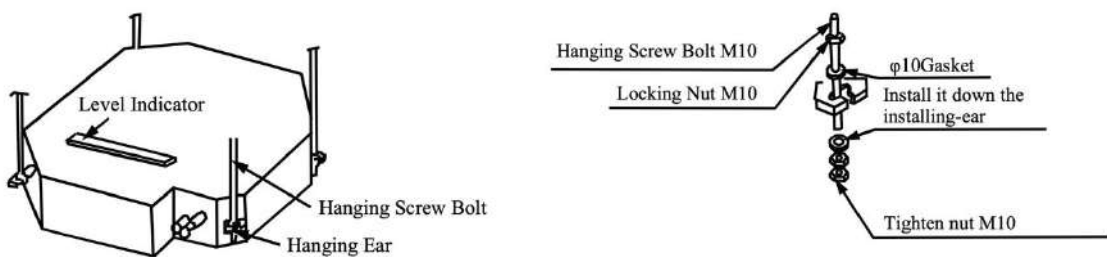 Level Indicator
Hanging Screw Bolt
Hanging Ear
Hanging Screw Bolt M10
Locking Nut M10
φ10Gasket
Install it down the
installing-ear
Tighten nut M10